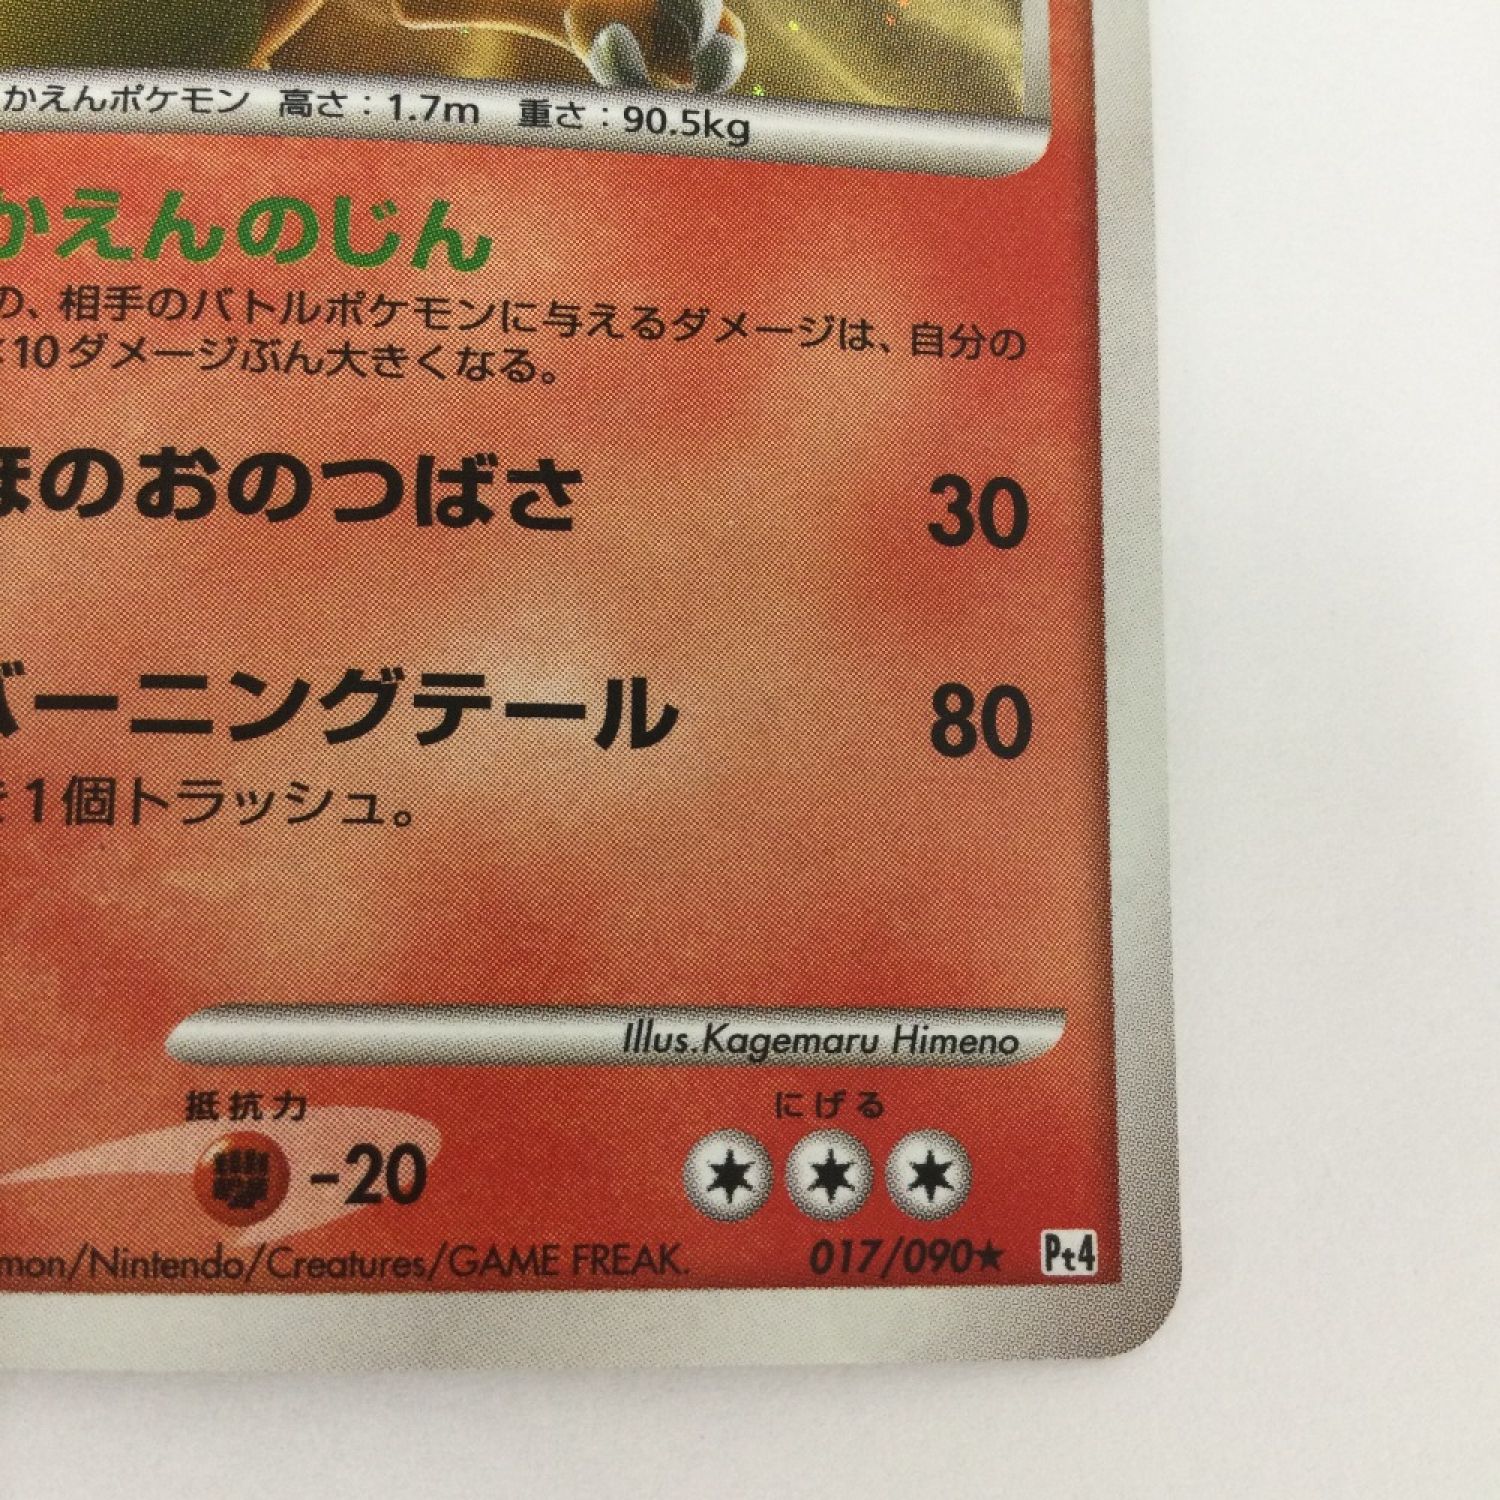 かえんポケモン 高さ：1.7m 重さ：90.5kg
かえんのじん
の、相手のバトルポケモンに与えるダメージは、自分の
×10ダメージぶん大きくなる。
ほのおのつばさ 30
バーニングテール 80
を1個トラッシュ。
Illus.Kagemaru Himeno
抵抗力 にげる
-20
mon/Nintendo/Creatures/GAME FREAK. 017/090★ Pt4